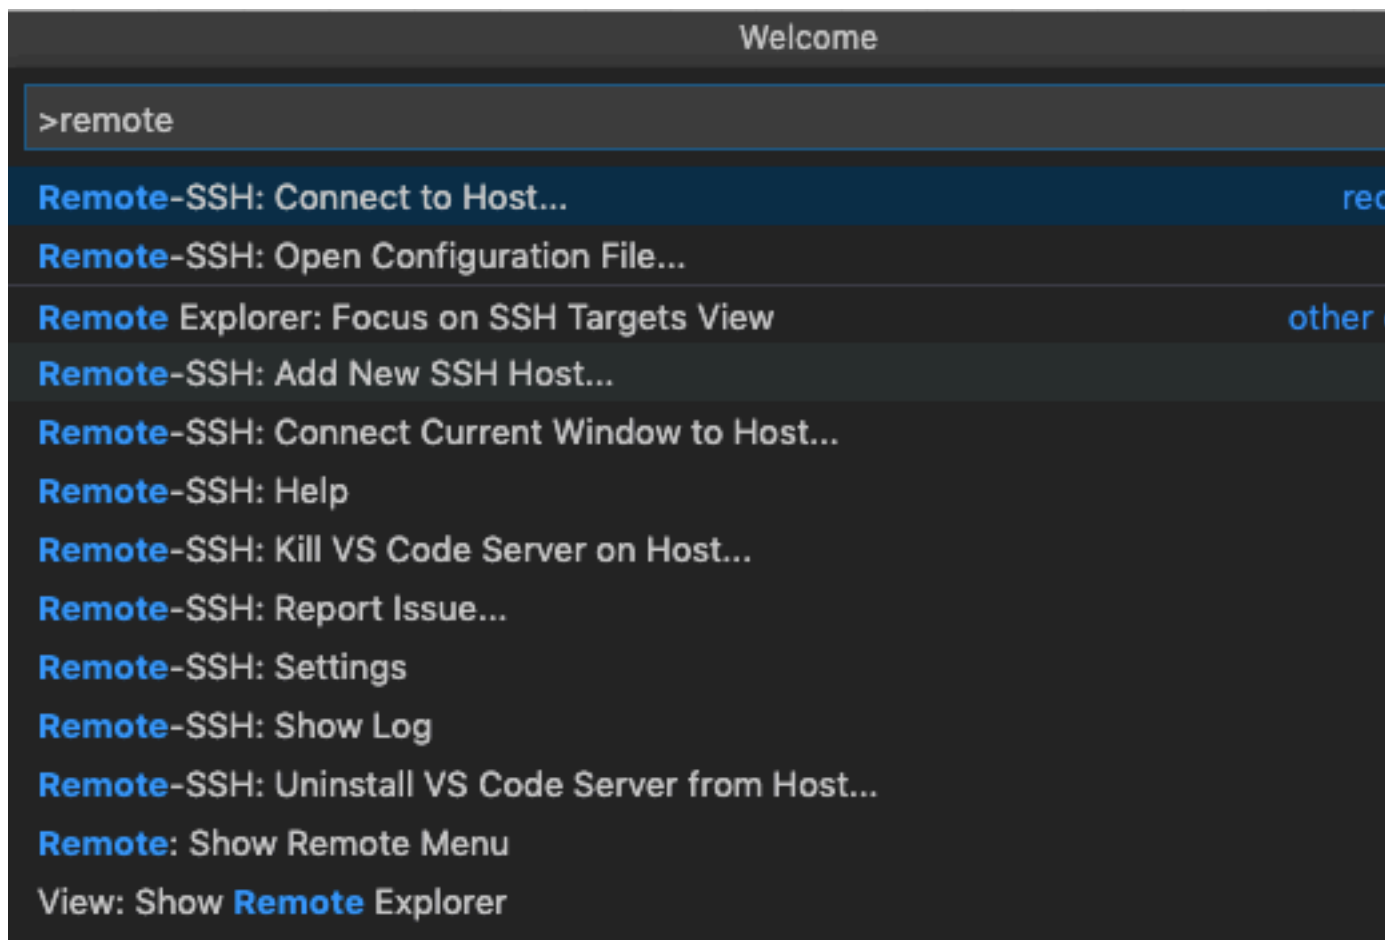 Welcome
>remote
Remote-SSH: Connect to Host...
Remote-SSH: Open Configuration File...
Remote Explorer: Focus on SSH Targets View other
Remote-SSH: Add New SSH Host...
Remote-SSH: Connect Current Window to Host...
Remote-SSH: Help
Remote-SSH: Kill VS Code Server on Host...
Remote-SSH: Report Issue...
Remote-SSH: Settings
Remote-SSH: Show Log
Remote-SSH: Uninstall VS Code Server from Host...
Remote: Show Remote Menu
View: Show Remote Explorer